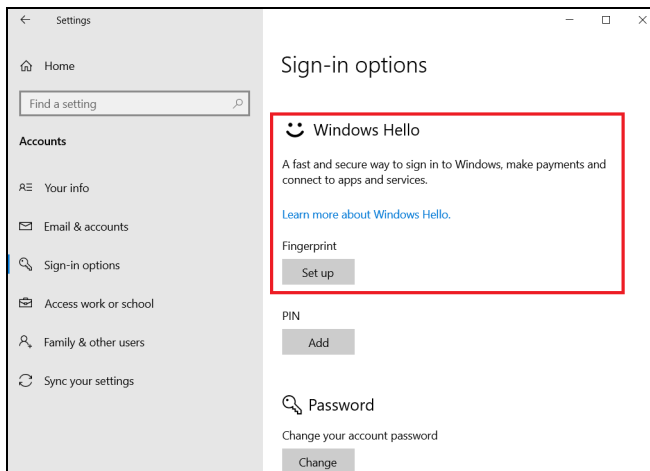 Settings
Home
Find a setting
Accounts
Your info
Email & accounts
Sign-in options
Access work or school
Family & other users
Sync your settings
Sign-in options
Windows Hello
A fast and secure way to sign in to Windows, make payments and
connect to apps and services.
Learn more about Windows Hello.
Fingerprint
Set up
PIN
Add
Password
Change your account password
Change